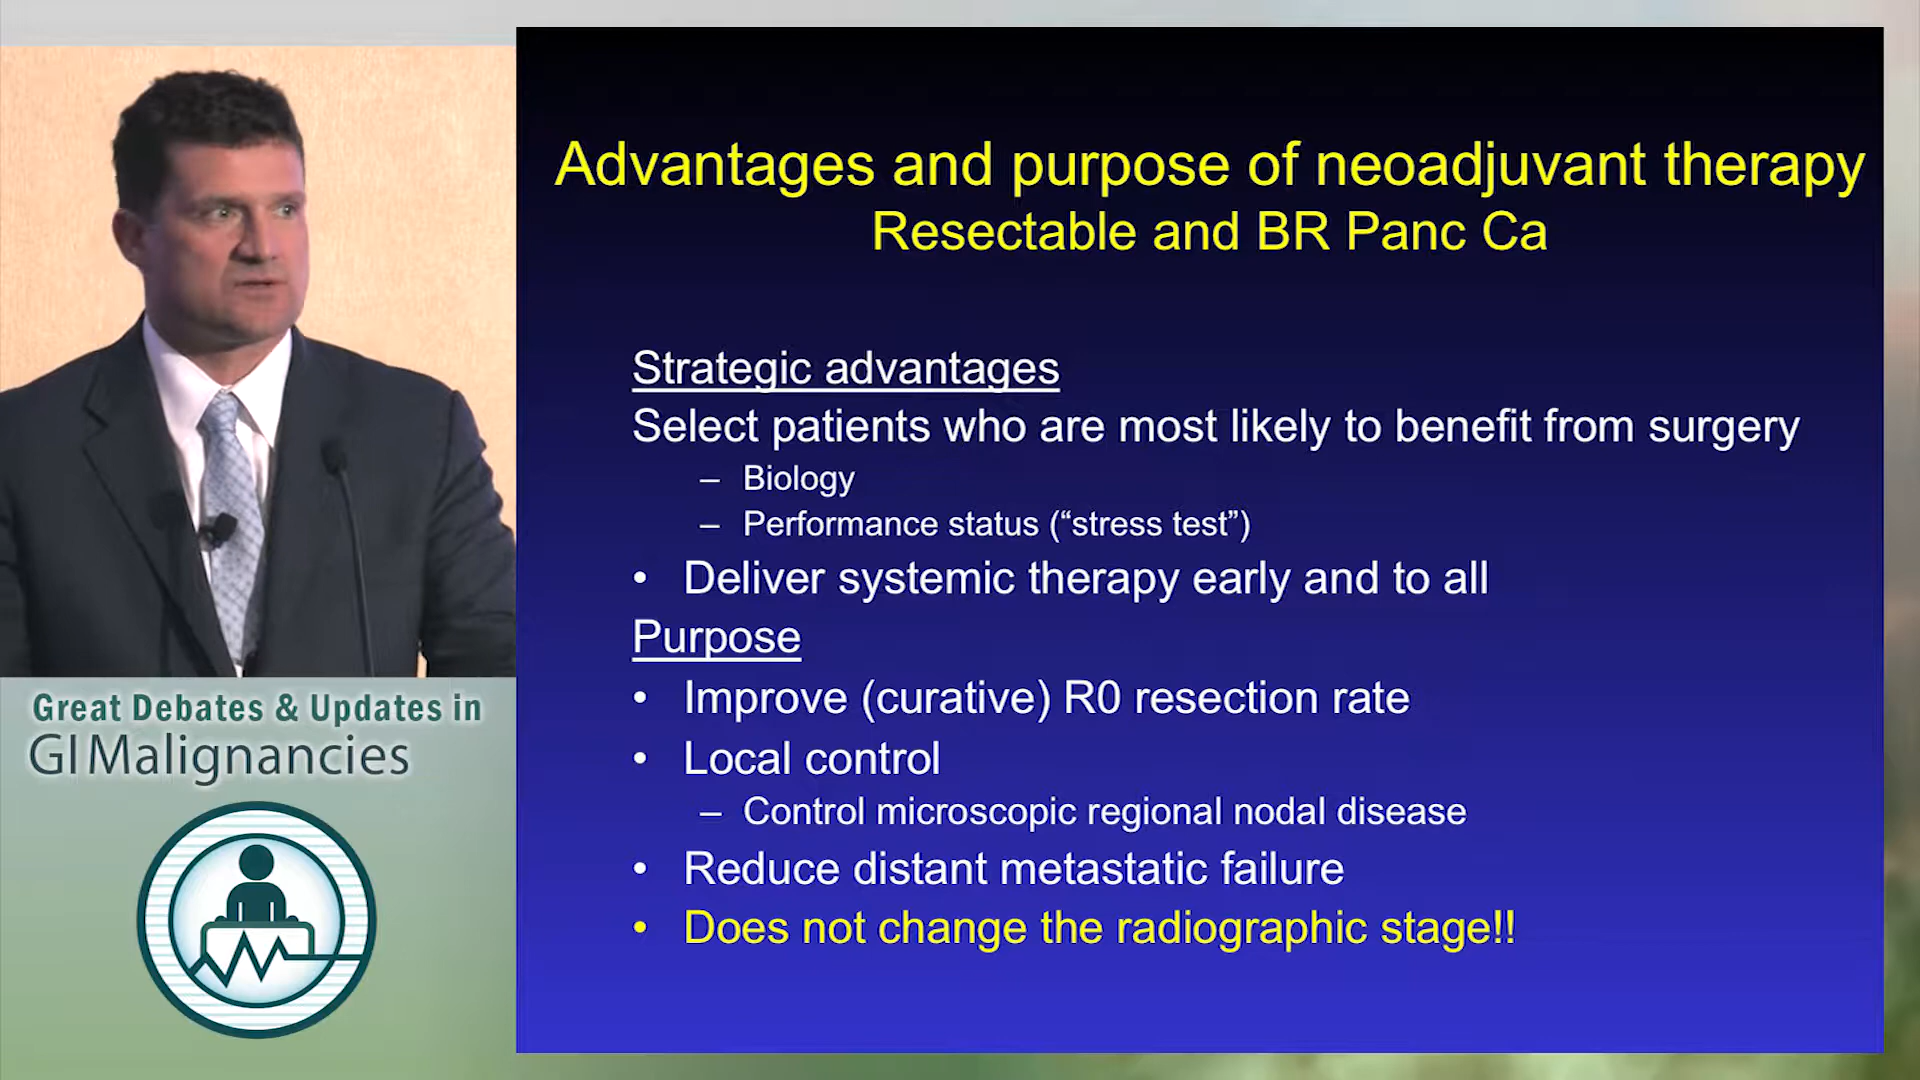 Advantages and purpose of neoadjuvant therapy
Resectable and BR Panc Ca
Strategic advantages
Select patients who are most likely to benefit from surgery
– Biology
– Performance status (“stress test”)
• Deliver systemic therapy early and to all
Purpose
• Improve (curative) R0 resection rate
• Local control
– Control microscopic regional nodal disease
• Reduce distant metastatic failure
• Does not change the radiographic stage!!
Great Debates & Updates in
GI Malignancies